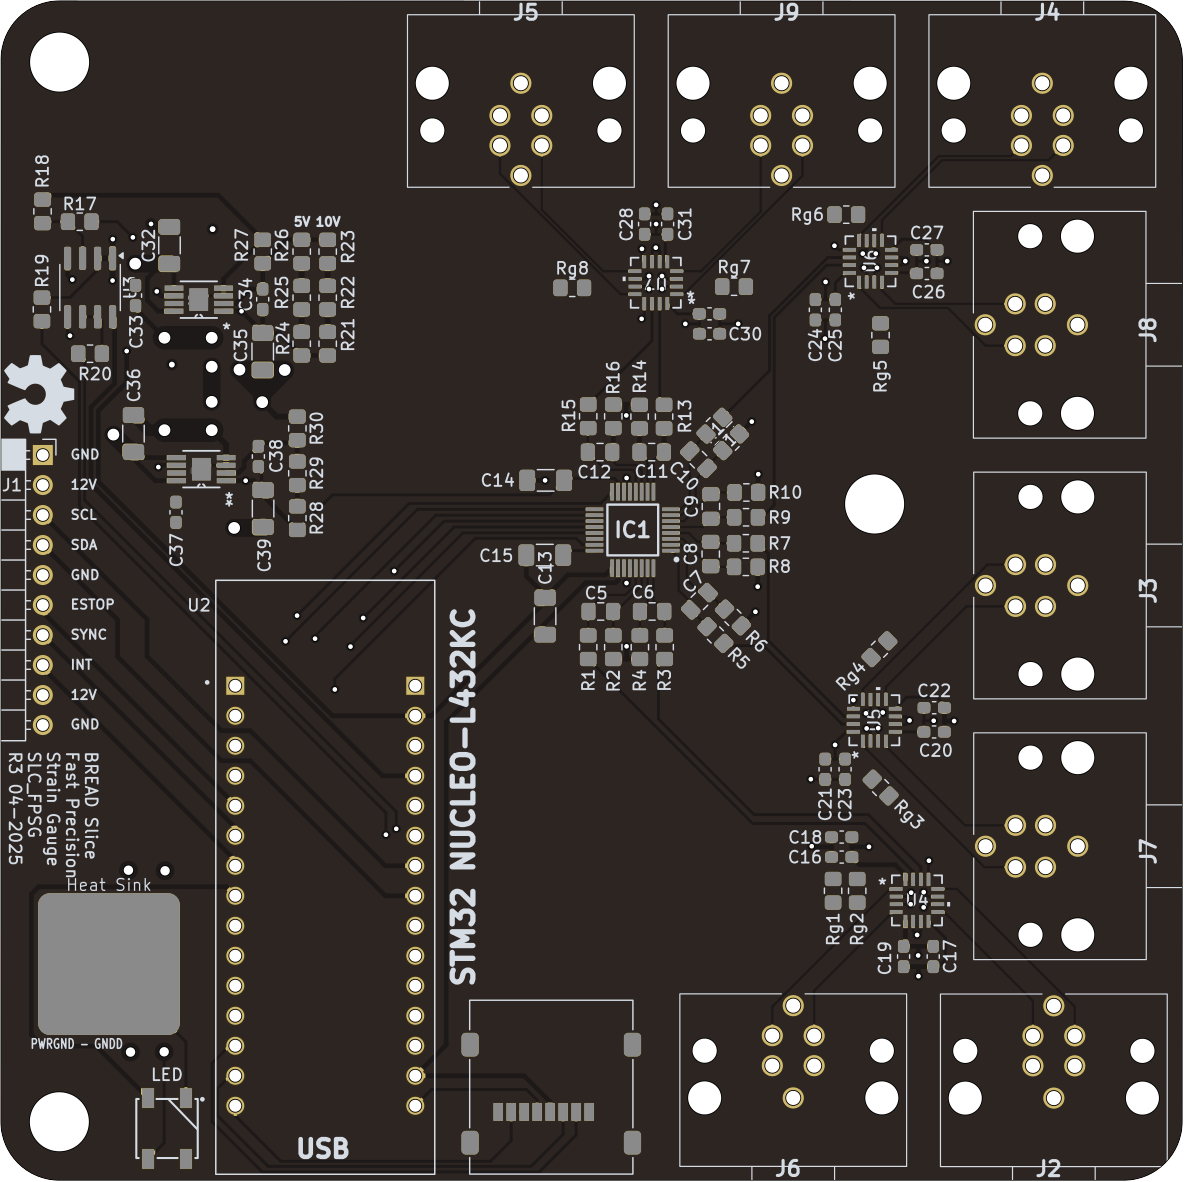 J5
J9
J4
R18
R17
C32
R27
R26
5V 10V
R23
C28
C31
Rg6
U6
C27
C26
R19
U3
C33
C34
R25
R22
Rg8
U7
Rg7
C30
C24
C25
J8
C35
R24
R21
Rg5
R20
C36
R16
R14
R15
R13
R30
C38
C12
C11
C10
J1
GND
12V
SCL
SDA
GND
ESTOP
SYNC
INT
12V
GND
R29
C14
C9
R10
R9
C37
C39
R28
IC1
C15
C13
C8
R7
R8
J3
U2
C5
C6
C7
R6
R5
R1
R2
R4
R3
Rg4
C22
U5
C20
STM32 NUCLEO-L432KC
BREAD Slice
Fast Precision
Strain Gauge
SLC_FPSG
R3 04-2025
C21
C23
Rg3
C18
C16
J7
Heat Sink
U4
Rg1
Rg2
C19
C17
PWRGND - GNDD
LED
USB
J6
J2